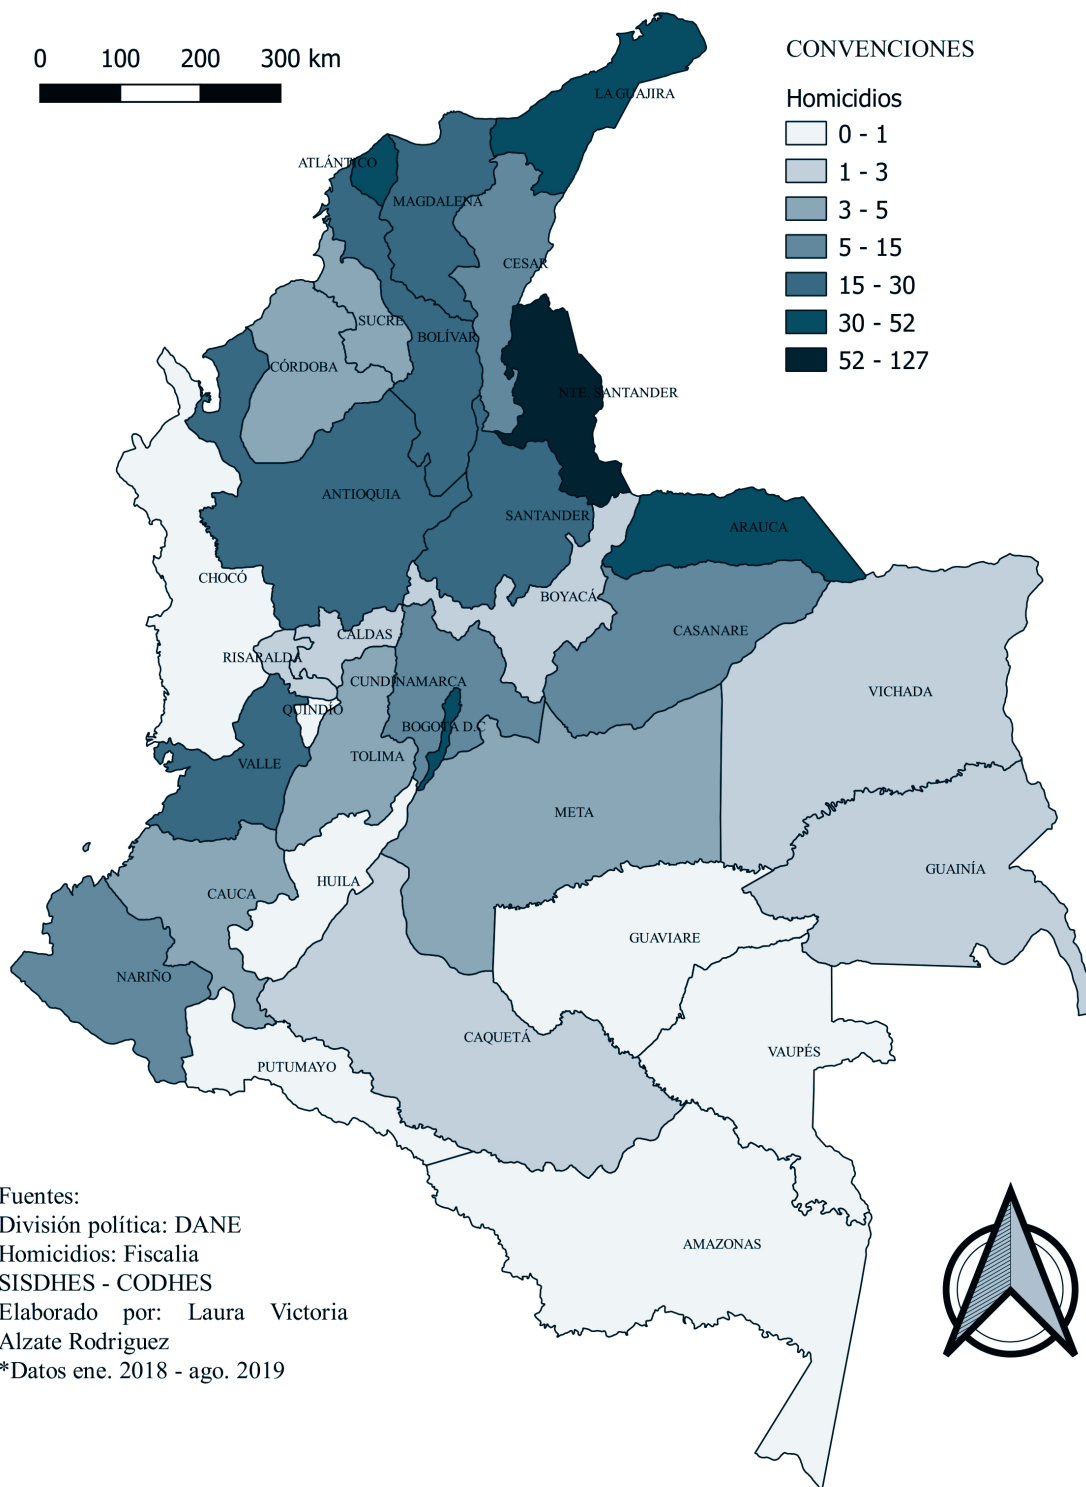 0 100 200 300 km
CONVENCIONES
Homicidios
0 - 1
1 - 3
3 - 5
5 - 15
15 - 30
30 - 52
52 - 127
LA GUAJIRA
ATLÁNTICO
MAGDALENA
CESAR
SUCRE
BOLÍVAR
CÓRDOBA
NTE. SANTANDER
ANTIOQUIA
SANTANDER
ARAUCA
CHOCÓ
BOYACÁ
CALDAS
CASANARE
RISARALDA
CUNDINAMARCA
VICHADA
QUINDÍO
BOGOTÁ D.C
VALLE
TOLIMA
META
GUAINÍA
HUILA
CAUCA
GUAVIARE
NARIÑO
CAQUETÁ
VAUPÉS
PUTUMAYO
AMAZONAS
Fuentes:
División política: DANE
Homicidios: Fiscalia
SISDHES - CODHES
Elaborado por: Laura Victoria
Alzate Rodriguez
*Datos ene. 2018 - ago. 2019